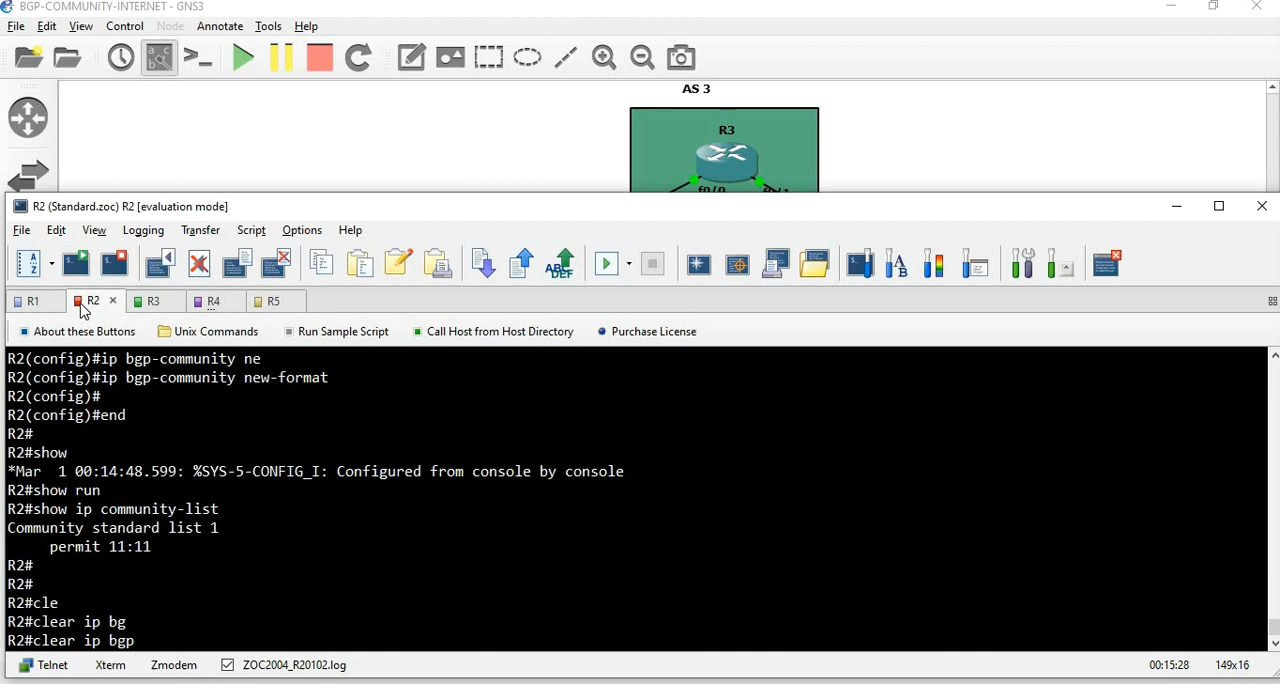 BGP-COMMUNITY-INTERNET - GNS3
File Edit View Control Node Annotate Tools Help
AS 3
R3
f0/0
R2 (Standard.zoc) R2 [evaluation mode]
File Edit View Logging Transfer Script Options Help
R1 R2 R3 R4 R5
About these Buttons Unix Commands Run Sample Script Call Host from Host Directory Purchase License
R2(config)#ip bgp-community ne
R2(config)#ip bgp-community new-format
R2(config)#
R2(config)#end
R2#
R2#show
*Mar  1 00:14:48.599: %SYS-5-CONFIG_I: Configured from console by console
R2#show run
R2#show ip community-list
Community standard list 1
permit 11:11
R2#
R2#
R2#cle
R2#clear ip bg
R2#clear ip bgp
Telnet Xterm Zmodem ZOC2004_R20102.log 00:15:28 149x16